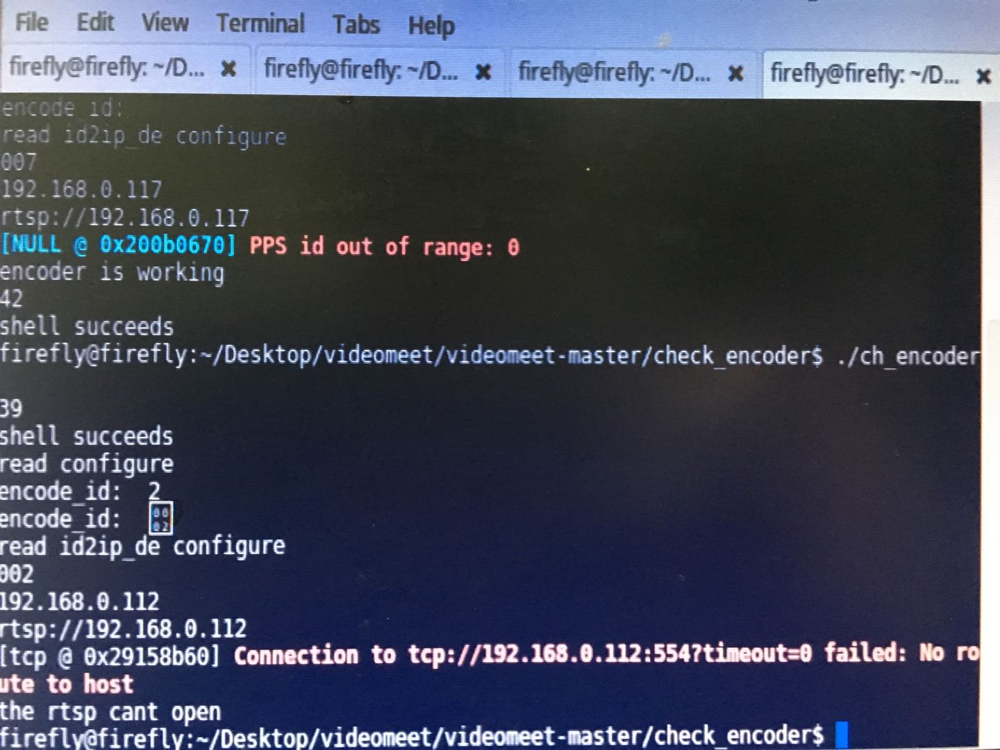 File Edit View Terminal Tabs Help
firefly@firefly: ~/D... ✖ firefly@firefly: ~/D... ✖ firefly@firefly: ~/D... ✖ firefly@firefly: ~/D... ✖
encode_id:
read id2ip_de configure
007
192.168.0.117
rtsp://192.168.0.117
[NULL @ 0x200b0670] PPS id out of range: 0
encoder is working
42
shell succeeds
firefly@firefly:~/Desktop/videomeet/videomeet-master/check_encoder$ ./ch_encoder
39
shell succeeds
read configure
encode_id: 2
encode_id: 0002
read id2ip_de configure
002
192.168.0.112
rtsp://192.168.0.112
[tcp @ 0x29158b60] Connection to tcp://192.168.0.112:554?timeout=0 failed: No ro
ute to host
the rtsp cant open
firefly@firefly:~/Desktop/videomeet/videomeet-master/check_encoder$